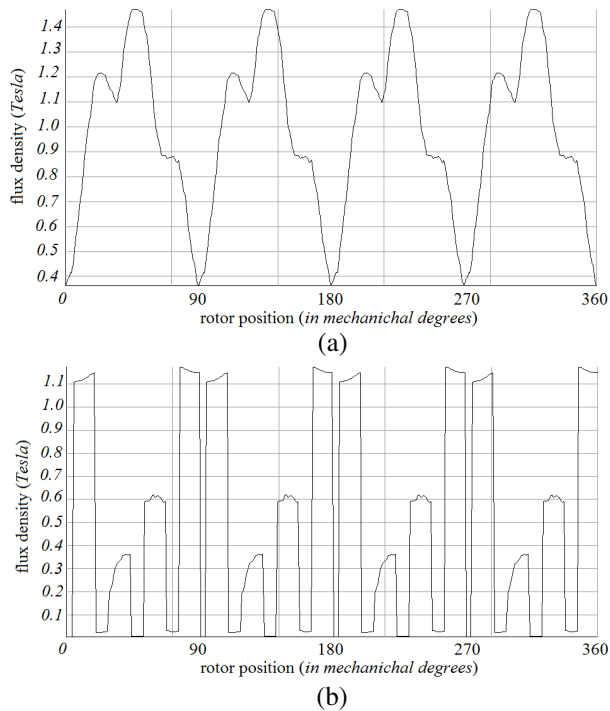 1.4
1.3
1.2
1.1
1.0
0.9
0.8
0.7
0.6
0.5
0.4
flux density (Tesla)
0 90 180 270 360
rotor position (in mechanichal degrees)
(a)
1.1
1.0
0.9
0.8
0.7
0.6
0.5
0.4
0.3
0.2
0.1
flux density (Tesla)
0 90 180 270 360
rotor position (in mechanichal degrees)
(b)